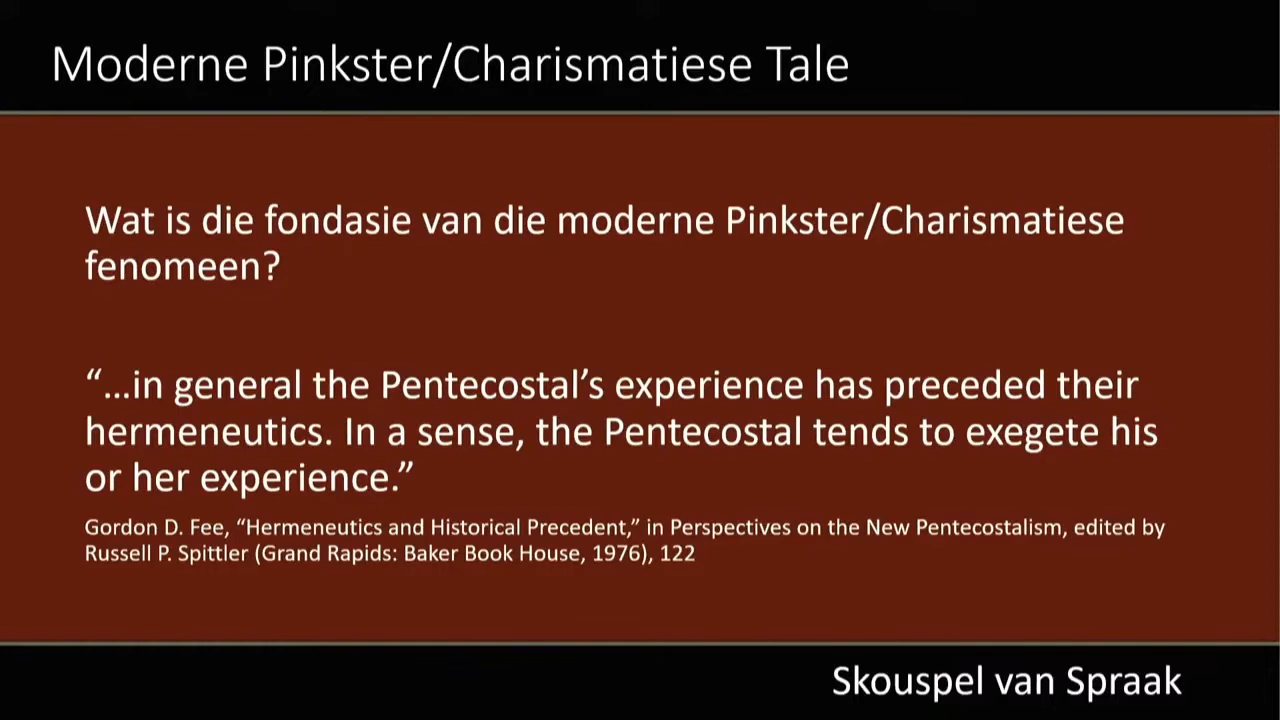 Moderne Pinkster/Charismatiese Tale
Wat is die fondasie van die moderne Pinkster/Charismatiese
fenomeen?
“…in general the Pentecostal’s experience has preceded their
hermeneutics. In a sense, the Pentecostal tends to exegete his
or her experience.”
Gordon D. Fee, “Hermeneutics and Historical Precedent,” in Perspectives on the New Pentecostalism, edited by
Russell P. Spittler (Grand Rapids: Baker Book House, 1976), 122
Skouspel van Spraak